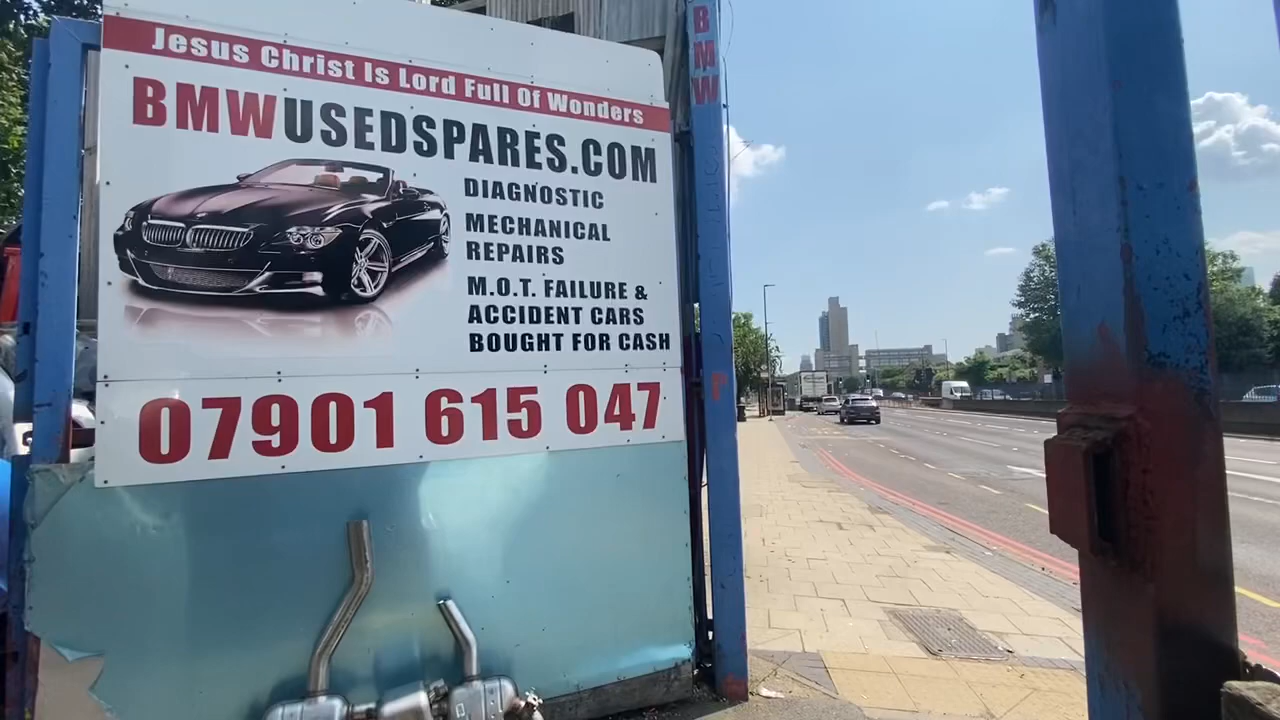 Jesus Christ Is Lord Full Of Wonders
BMWUSEDSPARES.COM
DIAGNOSTIC
MECHANICAL
REPAIRS
M.O.T. FAILURE &
ACCIDENT CARS
BOUGHT FOR CASH
07901 615 047
BMW